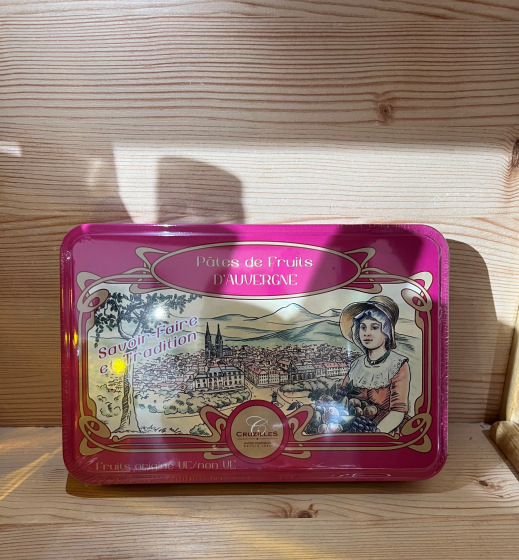 Pâtes de Fruits
D'AUVERGNE
Savoir-Faire
et Tradition
C
CRUZILLES
Fruits origine UE/non UE